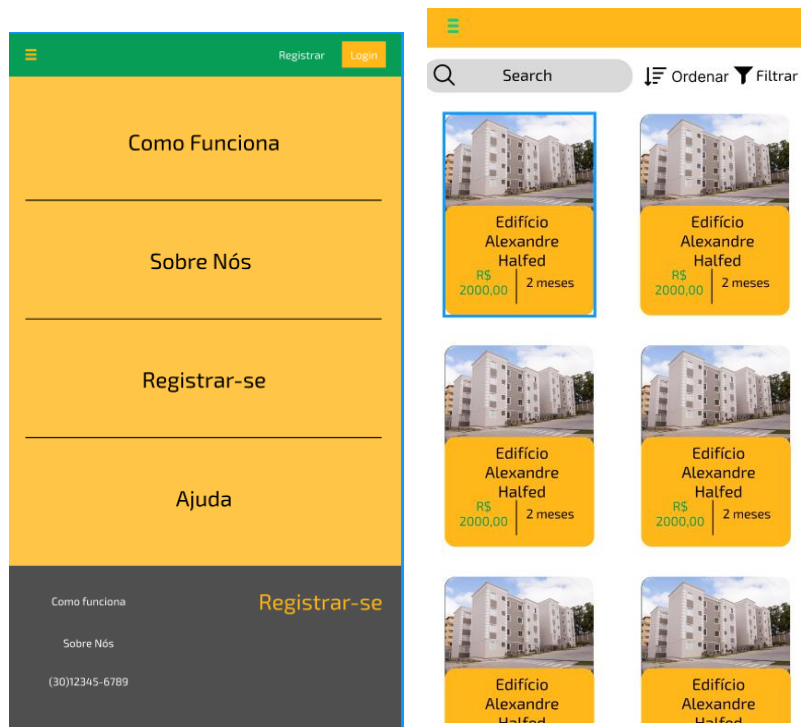 Registrar Login
Como Funciona
Sobre Nós
Registrar-se
Ajuda
Como funciona
Registrar-se
Sobre Nós
(30)12345-6789
Search
Ordenar
Filtrar
Edifício
Alexandre
Halfed
R$
2000,00
2 meses
Edifício
Alexandre
Halfed
R$
2000,00
2 meses
Edifício
Alexandre
Halfed
R$
2000,00
2 meses
Edifício
Alexandre
Halfed
R$
2000,00
2 meses
Edifício
Alexandre
Halfed
Edifício
Alexandre
Halfed